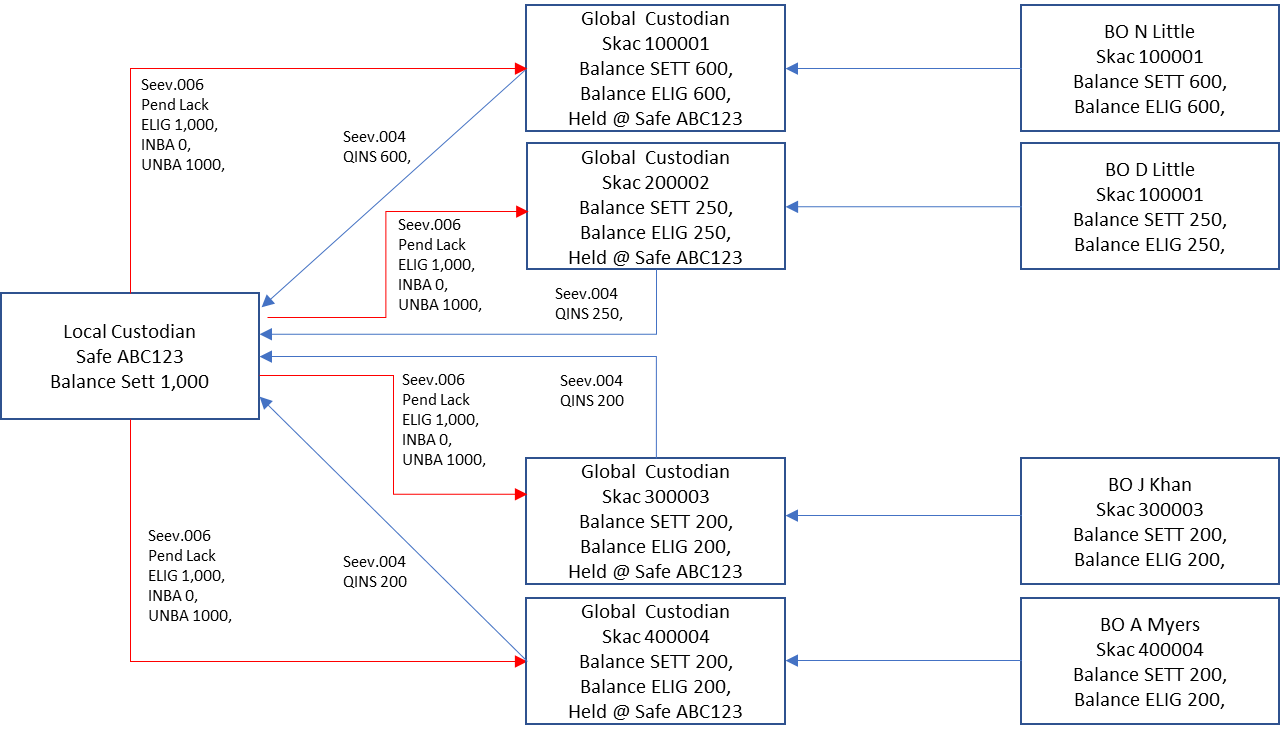 Global Custodian
Skac 100001
Balance SETT 600,
Balance ELIG 600,
Held @ Safe ABC123
BO N Little
Skac 100001
Balance SETT 600,
Balance ELIG 600,
Seev.006
Pend Lack
ELIG 1,000,
INBA 0,
UNBA 1000,
Seev.004
QINS 600,
Global Custodian
Skac 200002
Balance SETT 250,
Balance ELIG 250,
Held @ Safe ABC123
BO D Little
Skac 100001
Balance SETT 250,
Balance ELIG 250,
Seev.006
Pend Lack
ELIG 1,000,
INBA 0,
UNBA 1000,
Seev.004
QINS 250,
Local Custodian
Safe ABC123
Balance Sett 1,000
Seev.006
Pend Lack
ELIG 1,000,
INBA 0,
UNBA 1000,
Seev.004
QINS 200
Global Custodian
Skac 300003
Balance SETT 200,
Balance ELIG 200,
Held @ Safe ABC123
BO J Khan
Skac 300003
Balance SETT 200,
Balance ELIG 200,
Seev.006
Pend Lack
ELIG 1,000,
INBA 0,
UNBA 1000,
Seev.004
QINS 200
Global Custodian
Skac 400004
Balance SETT 200,
Balance ELIG 200,
Held @ Safe ABC123
BO A Myers
Skac 400004
Balance SETT 200,
Balance ELIG 200,